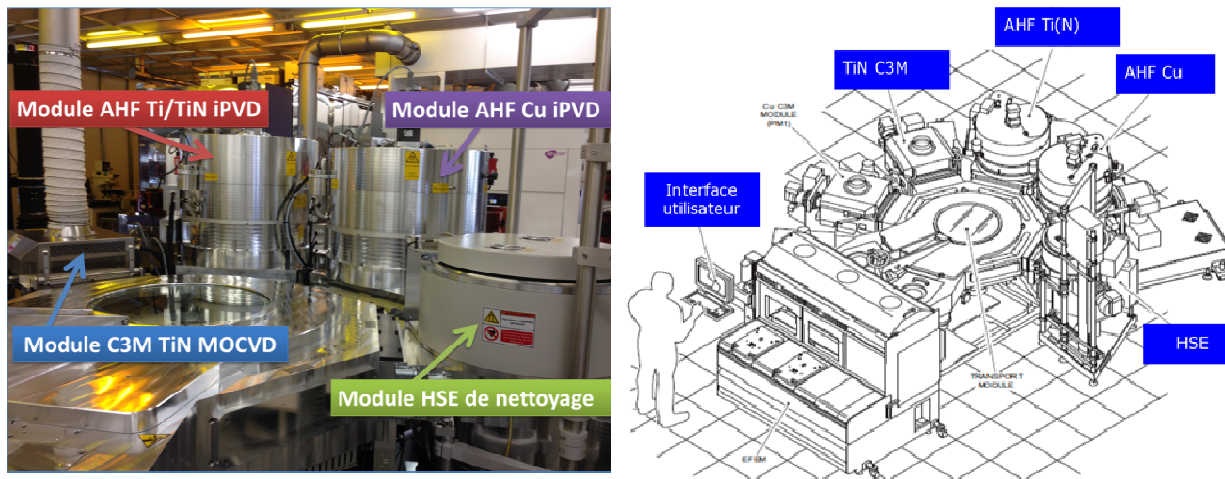 Module AHF Ti/TiN iPVD
Module AHF Cu iPVD
Module C3M TiN MOCVD
Module HSE de nettoyage
AHF Ti(N)
TiN C3M
AHF Cu
Cu C3M
MODULE
(PM1)
Interface
utilisateur
HSE
TRANSPORT
MODULE
EFEM